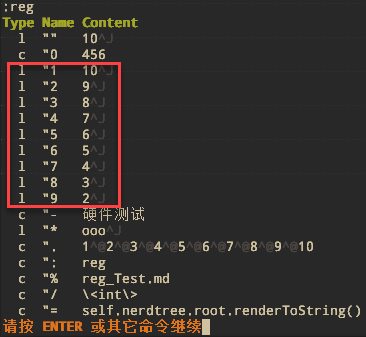 :reg
Type Name Content
l "" 10^J
c "0 456
l "1 10^J
l "2 9^J
l "3 8^J
l "4 7^J
l "5 6^J
l "6 5^J
l "7 4^J
l "8 3^J
l "9 2^J
c "- 硬件测试
l "* ooo^J
c ". 1^@2^@3^@4^@5^@6^@7^@8^@9^@10
c ": reg
c "% reg_Test.md
c "/ \<int\>
c "= self.nerdtree.root.renderToString()
请按 ENTER 或其它命令继续